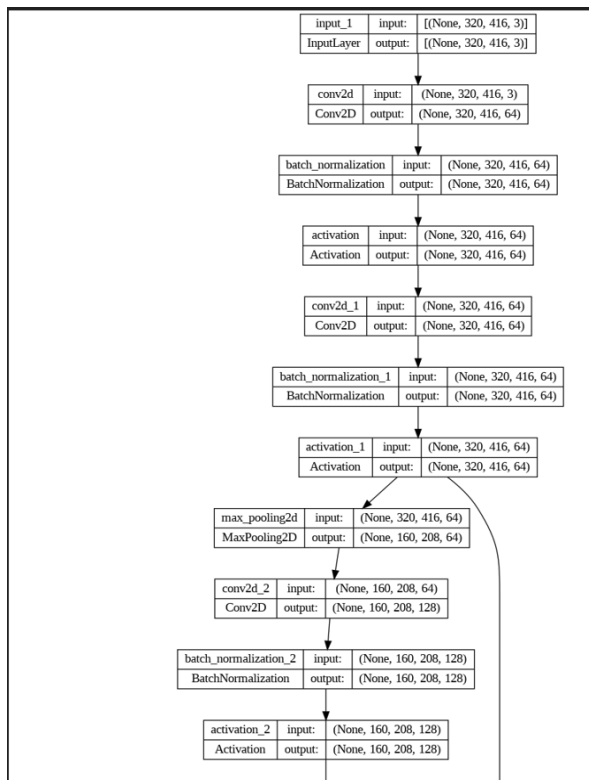 input_1 input: [(None, 320, 416, 3)]
InputLayer output: [(None, 320, 416, 3)]
conv2d input: (None, 320, 416, 3)
Conv2D output: (None, 320, 416, 64)
batch_normalization input: (None, 320, 416, 64)
BatchNormalization output: (None, 320, 416, 64)
activation input: (None, 320, 416, 64)
Activation output: (None, 320, 416, 64)
conv2d_1 input: (None, 320, 416, 64)
Conv2D output: (None, 320, 416, 64)
batch_normalization_1 input: (None, 320, 416, 64)
BatchNormalization output: (None, 320, 416, 64)
activation_1 input: (None, 320, 416, 64)
Activation output: (None, 320, 416, 64)
max_pooling2d input: (None, 320, 416, 64)
MaxPooling2D output: (None, 160, 208, 64)
conv2d_2 input: (None, 160, 208, 64)
Conv2D output: (None, 160, 208, 128)
batch_normalization_2 input: (None, 160, 208, 128)
BatchNormalization output: (None, 160, 208, 128)
activation_2 input: (None, 160, 208, 128)
Activation output: (None, 160, 208, 128)